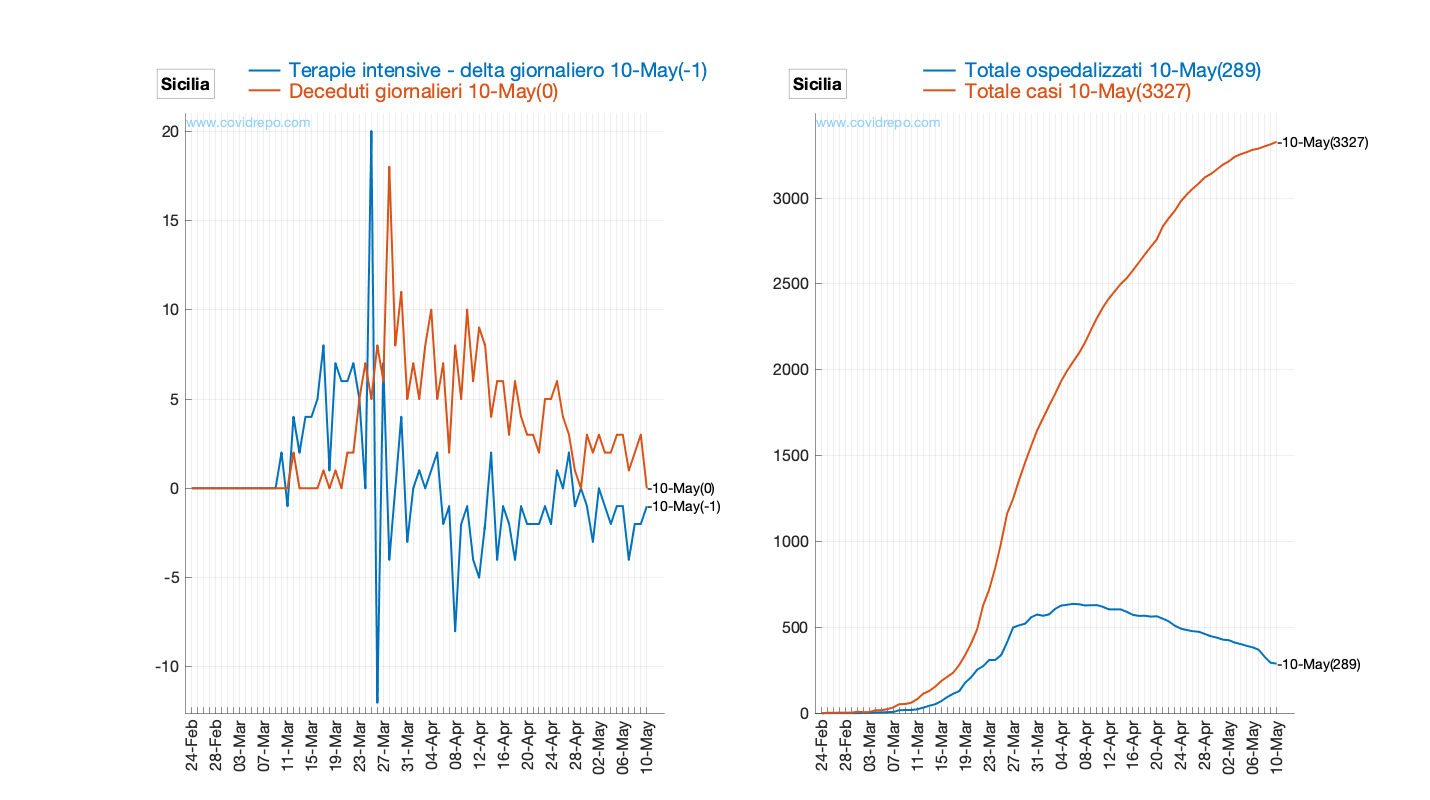 Sicilia
Terapie intensive - delta giornaliero 10-May(-1)
Deceduti giornalieri 10-May(0)
www.covidrepo.com
20
15
10
5
0
-5
-10
-10-May(0)
-10-May(-1)
24-Feb
28-Feb
03-Mar
07-Mar
11-Mar
15-Mar
19-Mar
23-Mar
27-Mar
31-Mar
04-Apr
08-Apr
12-Apr
16-Apr
20-Apr
24-Apr
28-Apr
02-May
06-May
10-May
Sicilia
Totale ospedalizzati 10-May(289)
Totale casi 10-May(3327)
www.covidrepo.com
3000
2500
2000
1500
1000
500
0
-10-May(3327)
-10-May(289)
24-Feb
28-Feb
03-Mar
07-Mar
11-Mar
15-Mar
19-Mar
23-Mar
27-Mar
31-Mar
04-Apr
08-Apr
12-Apr
16-Apr
20-Apr
24-Apr
28-Apr
02-May
06-May
10-May